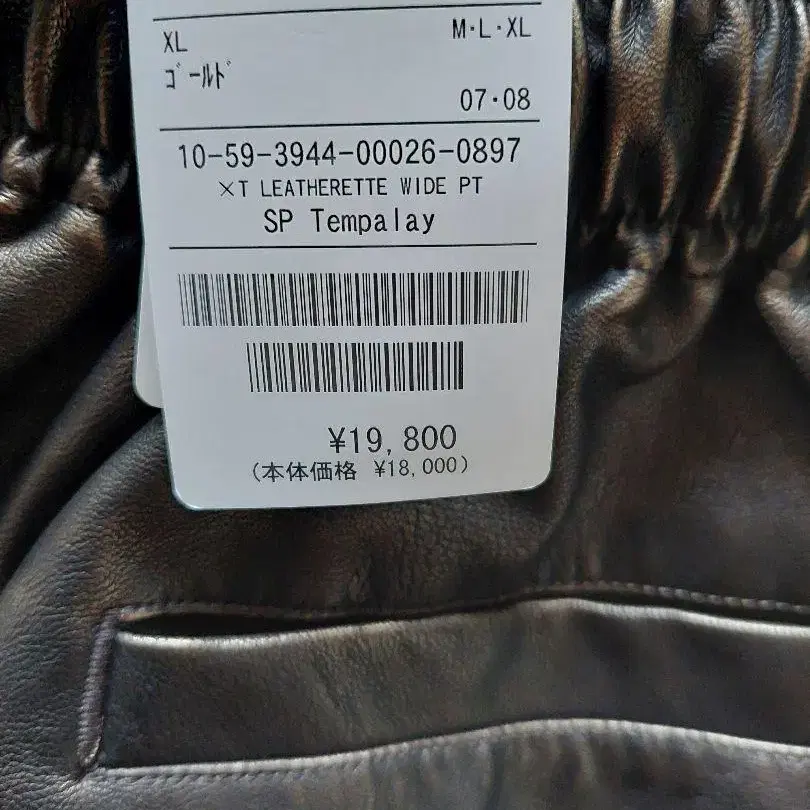 XL M·L·XL
ｺﾞｰﾙﾄﾞ
07·08
10-59-3944-00026-0897
×T LEATHERETTE WIDE PT
SP Tempalay
¥19,800
(本体価格 ¥18,000)